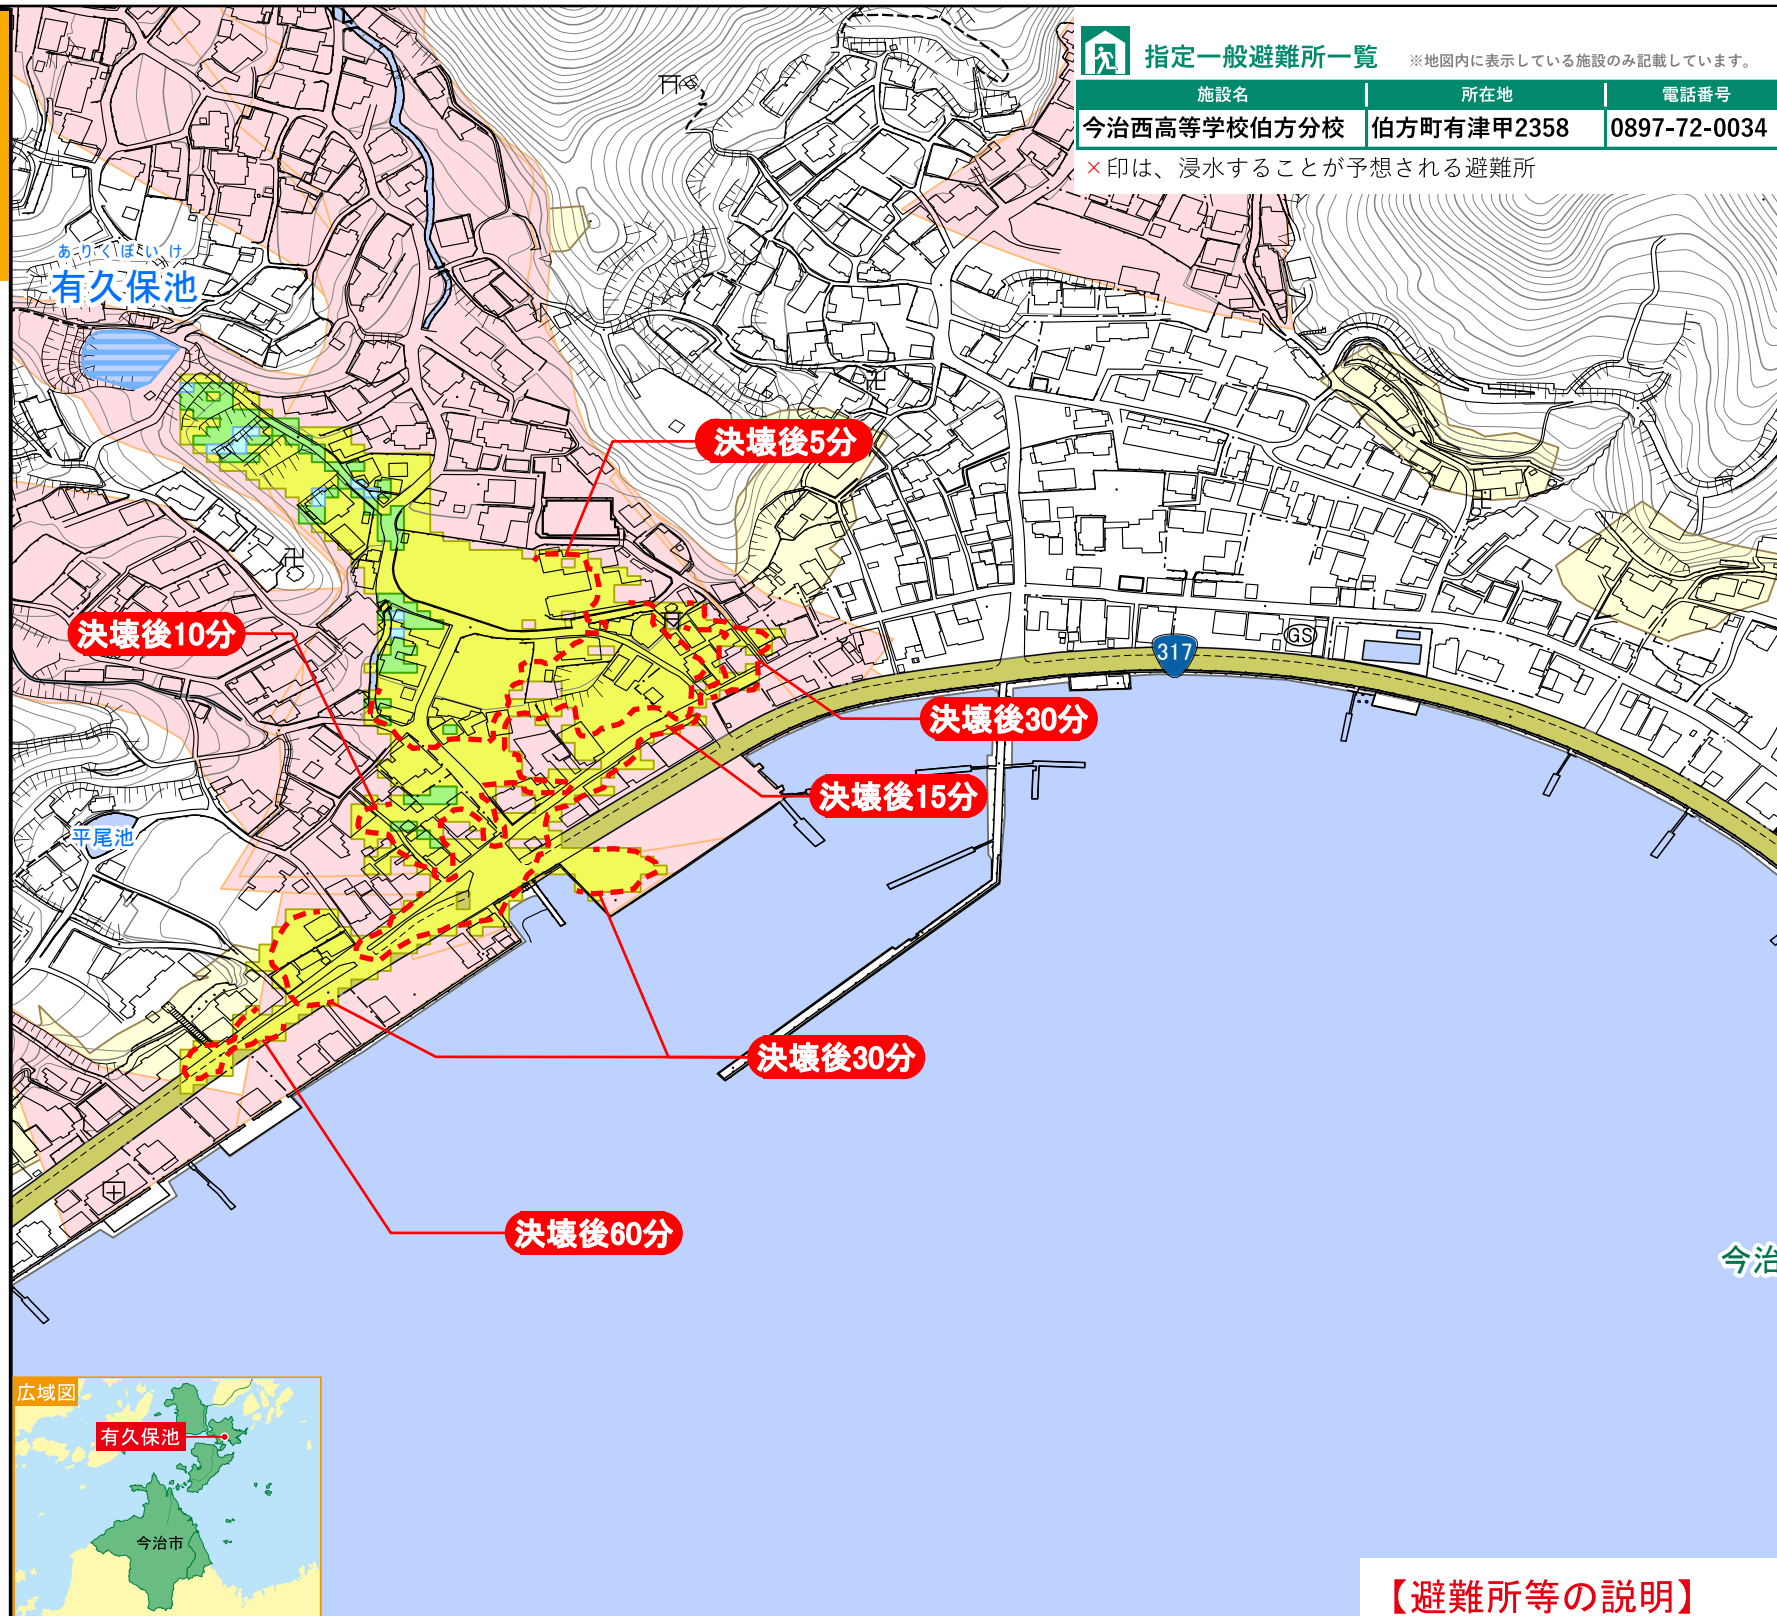 指定一般避難所一覧 ※地図内に表示している施設のみ記載しています。
施設名 所在地 電話番号
今治西高等学校伯方分校 伯方町有津甲2358 0897-72-0034
×印は、浸水することが予想される避難所
ありくぼいけ
有久保池
決壊後5分
決壊後10分
GS
317
決壊後30分
決壊後15分
平尾池
決壊後30分
決壊後60分
今治
広域図
有久保池
今治市
【避難所等の説明】